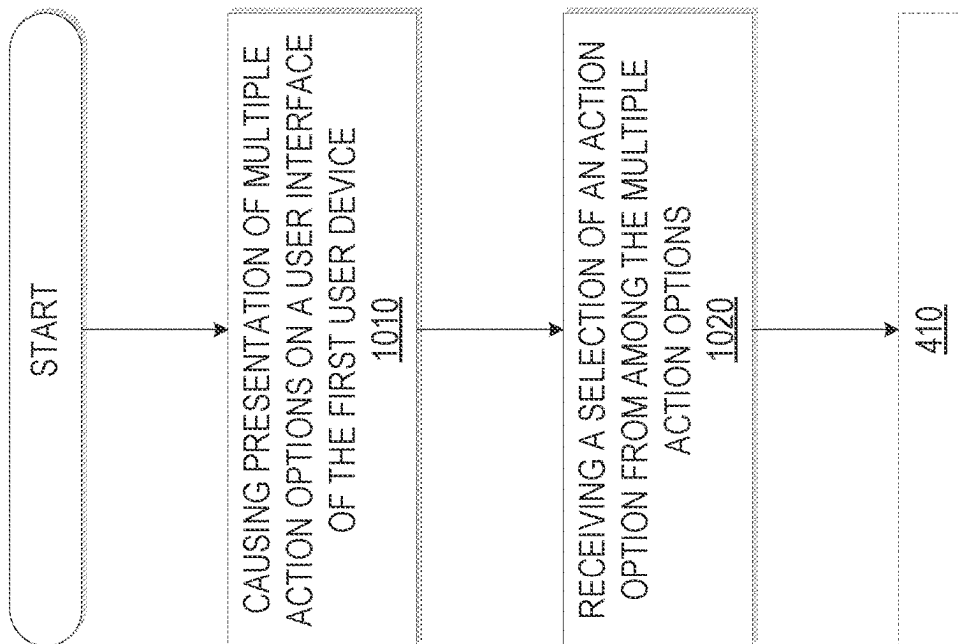 START
CAUSING PRESENTATION OF MULTIPLE
ACTION OPTIONS ON A USER INTERFACE
OF THE FIRST USER DEVICE
1010
RECEIVING A SELECTION OF AN ACTION
OPTION FROM AMONG THE MULTIPLE
ACTION OPTIONS
1020
410